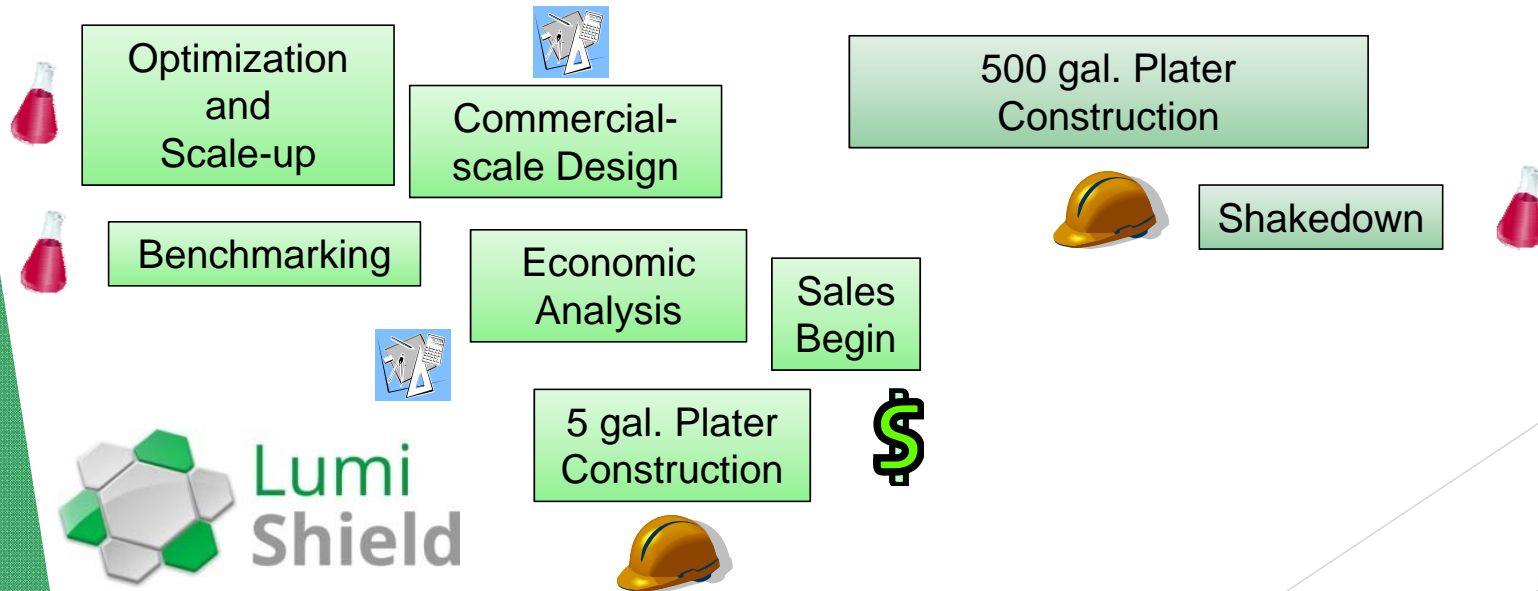 Optimization
and
Scale-up
Commercial-
scale Design
500 gal. Plater
Construction
Shakedown
Benchmarking
Economic
Analysis
Sales
Begin
5 gal. Plater
Construction
$
Lumi
Shield